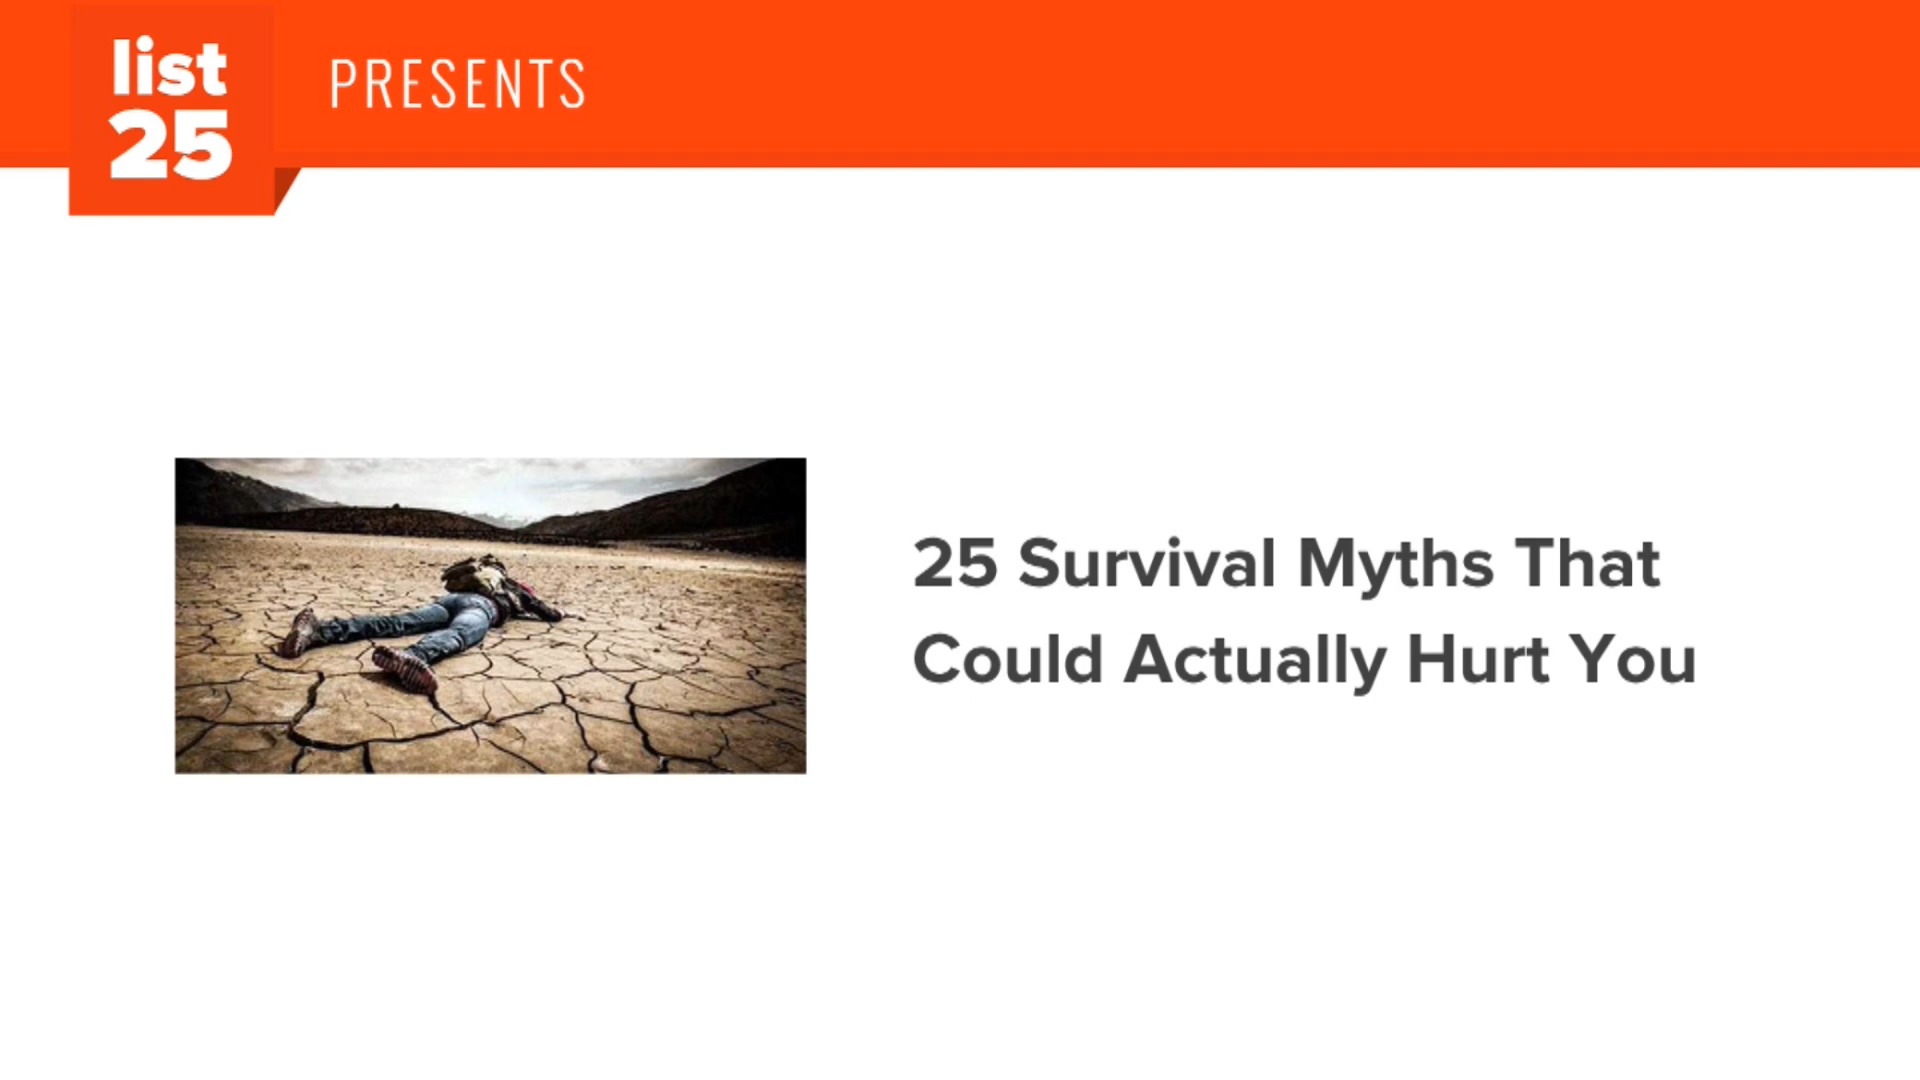 list
25
PRESENTS
25 Survival Myths That
Could Actually Hurt You